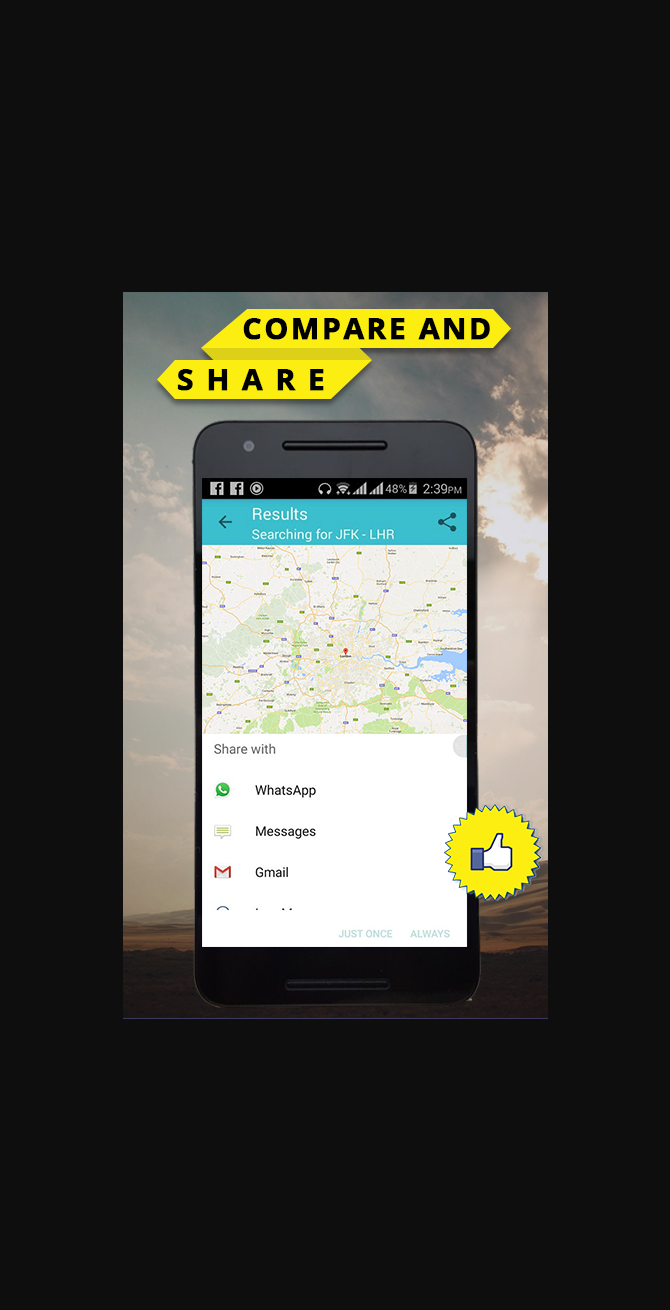 COMPARE AND
SHARE
48% 2:39PM
Results
Searching for JFK - LHR
London
Share with
WhatsApp
Messages
Gmail
JUST ONCE ALWAYS